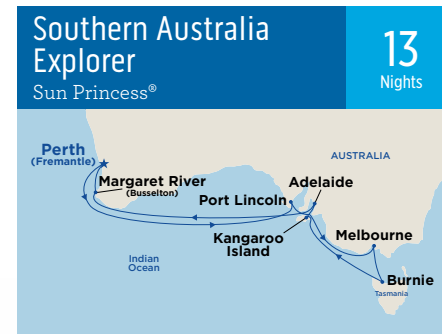 Southern Australia
Explorer
Sun Princess®
13
Nights
Perth
(Fremantle)
AUSTRALIA
Margaret River
(Busselton)
Port Lincoln
Adelaide
Kangaroo
Island
Melbourne
Indian
Ocean
Burnie
Tasmania